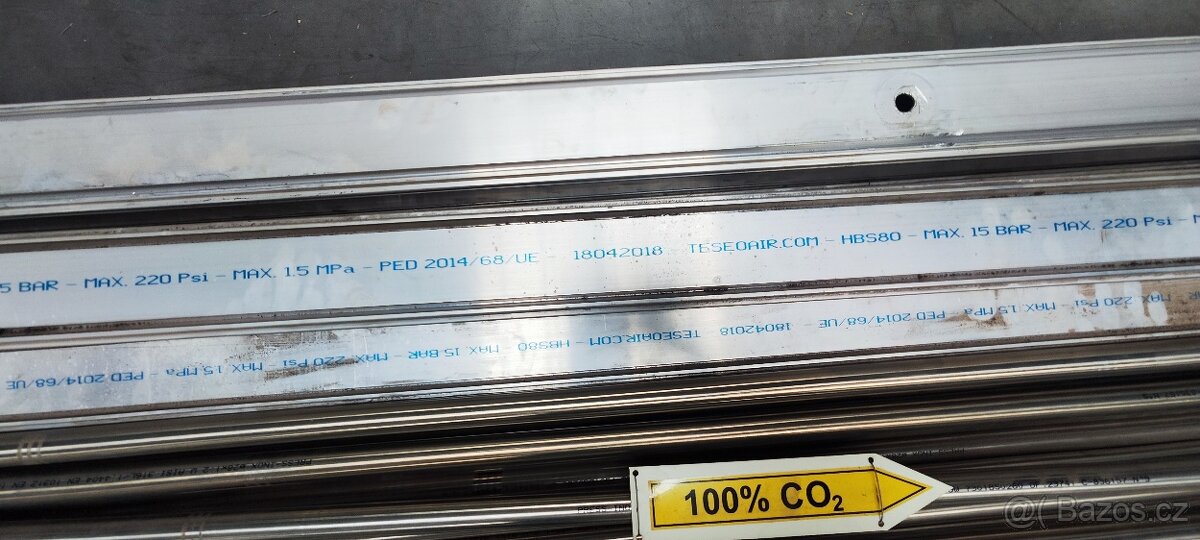 5 BAR - MAX. 220 Psi - MAX. 1.5 MPa - PED 2014/68/UE - 18042018 - TESEOAIR.COM - HBS80 - MAX. 15 BAR - MAX. 220 Psi - M
MAX. 220 Psi - MAX. 1.5 MPa - PED 2014/68/UE - 18042018 TESEOAIR.COM - HBS80 MAX. 15 BAR - MAX. 220 Psi - MAX. 1.5 MPa - PED 2014/68/UE
100% CO₂
Bazos.cz